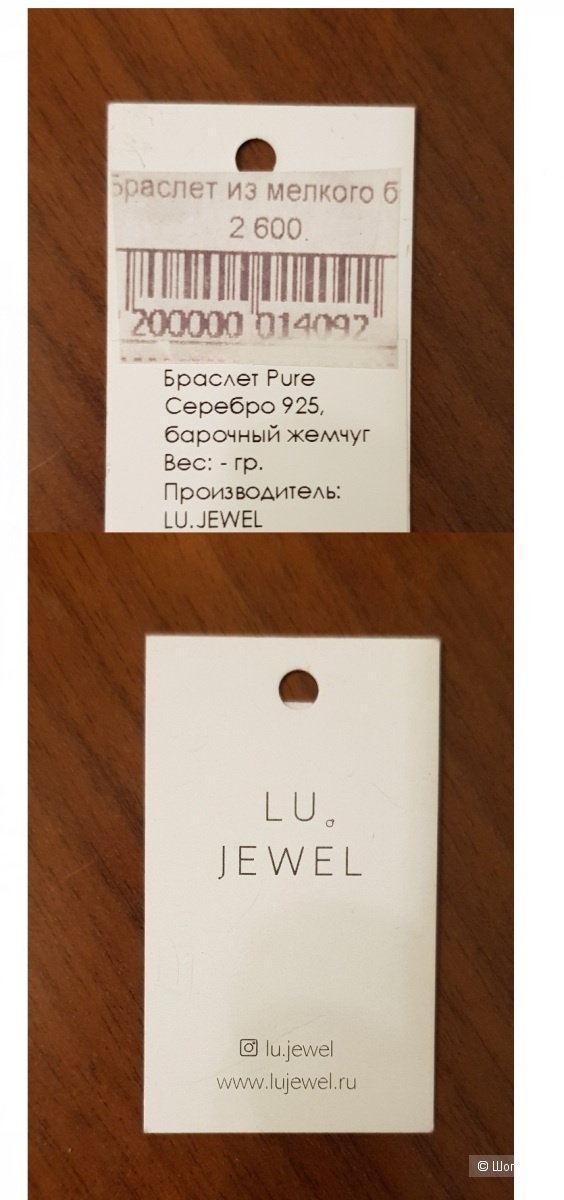 Браслет из мелкого б
2 600.
200000 014092
Браслет Pure
Серебро 925,
барочный жемчуг
Вес: - гр.
Производитель:
LU.JEWEL
LU.
JEWEL
lu.jewel
www.lujewel.ru
© Шоп